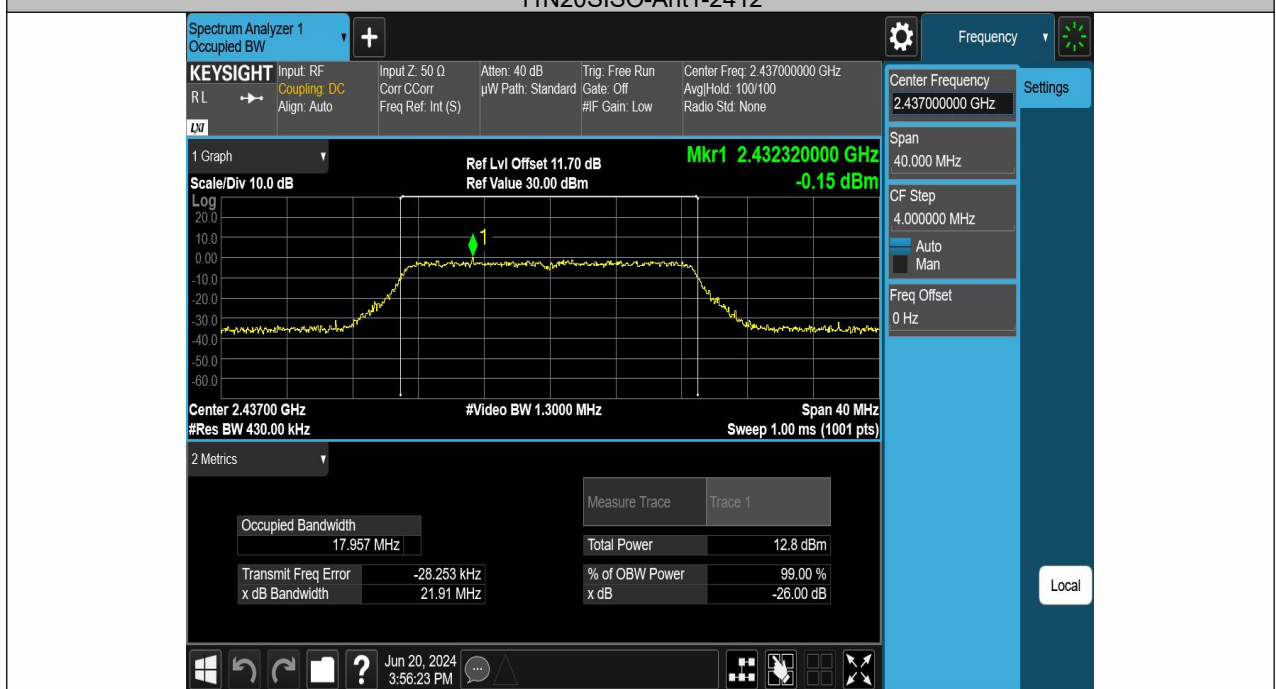 11N20SISO-Ant1-2412
Spectrum Analyzer 1
Occupied BW
Frequency
KEYSIGHT
RL
LXI
Input: RF
Coupling: DC
Align: Auto
Input Z: 50 Ω
Corr CCorr
Freq Ref: Int (S)
Atten: 40 dB
µW Path: Standard
Trig: Free Run
Gate: Off
#IF Gain: Low
Center Freq: 2.437000000 GHz
Avg|Hold: 100/100
Radio Std: None
Center Frequency
2.437000000 GHz
Settings
Span
40.000 MHz
CF Step
4.000000 MHz
Auto
Man
Freq Offset
0 Hz
Local
1 Graph
Scale/Div 10.0 dB
Ref Lvl Offset 11.70 dB
Ref Value 30.00 dBm
Mkr1 2.432320000 GHz
-0.15 dBm
Log
20.0
10.0
0.00
-10.0
-20.0
-30.0
-40.0
-50.0
-60.0
1
Center 2.43700 GHz
#Video BW 1.3000 MHz
Span 40 MHz
#Res BW 430.00 kHz
Sweep 1.00 ms (1001 pts)
2 Metrics
Measure Trace
Trace 1
Occupied Bandwidth
17.957 MHz
Total Power
12.8 dBm
Transmit Freq Error
-28.253 kHz
% of OBW Power
99.00 %
x dB Bandwidth
21.91 MHz
x dB
-26.00 dB
?
Jun 20, 2024
3:56:23 PM